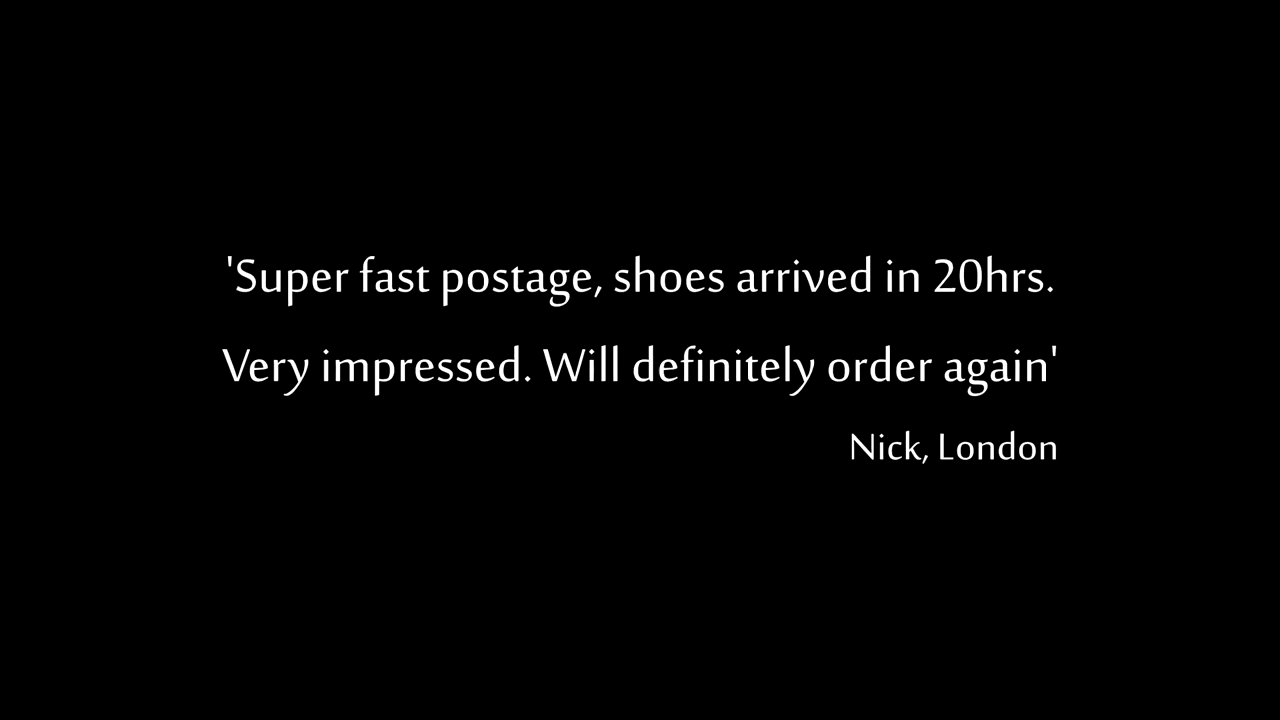 'Super fast postage, shoes arrived in 20hrs.
Very impressed. Will definitely order again'
Nick, London